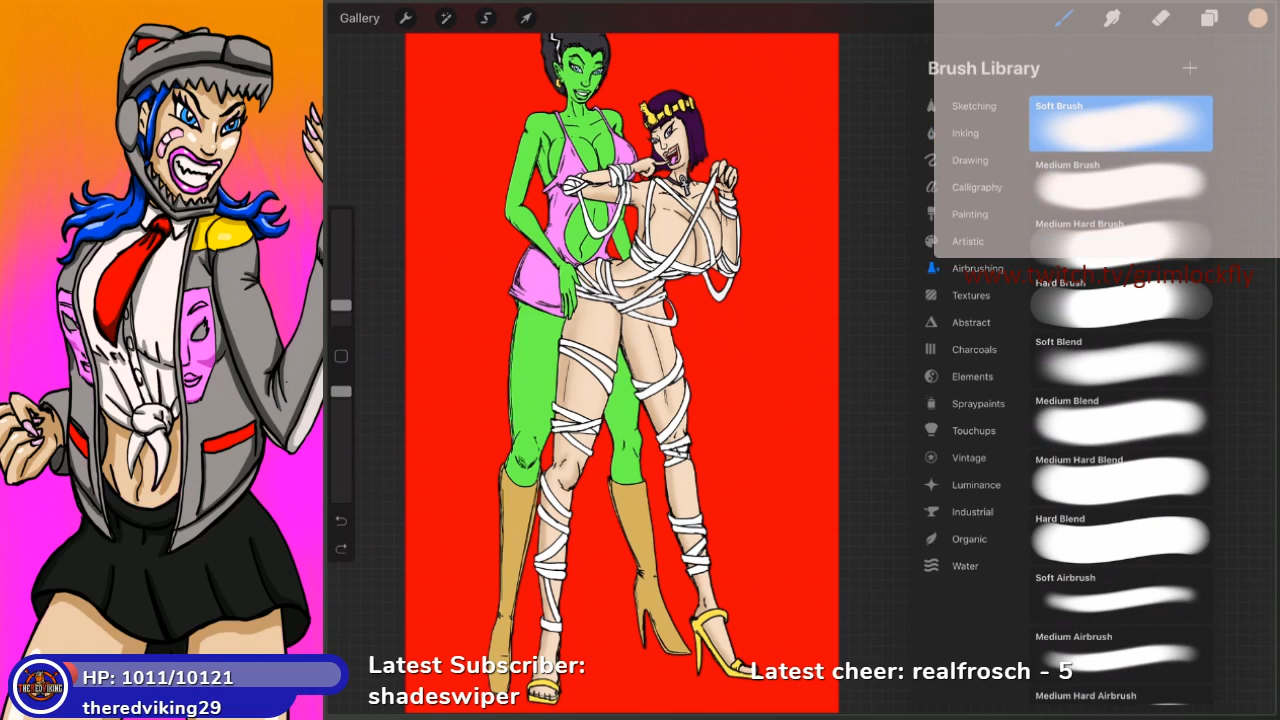 Gallery
Brush Library
Sketching
Inking
Drawing
Calligraphy
Painting
Artistic
Airbrushing
Textures
Abstract
Charcoals
Elements
Spraypaints
Touchups
Vintage
Luminance
Industrial
Organic
Water
Soft Brush
Medium Brush
Medium Hard Brush
Hard Brush
Soft Blend
Medium Blend
Medium Hard Blend
Hard Blend
Soft Airbrush
Medium Airbrush
Medium Hard Airbrush
www.twitch.tv/grimlockfly
HP: 1011/10121
theredviking29
THEREDVIKING
Latest Subscriber:
shadeswiper
Latest cheer: realfrosch - 5